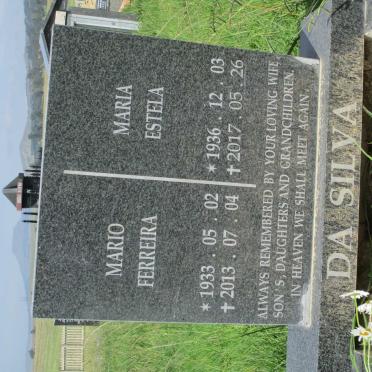 MARIO
FERREIRA
* 1933 . 05 . 02
✝ 2013 . 07 . 04
MARIA
ESTELA
* 1936 . 12 . 03
✝ 2017 . 05 . 26
ALWAYS REMEMBERED BY YOUR LOVING WIFE
SON,'S, DAUGHTERS AND GRANDCHILDREN.
IN HEAVEN WE SHALL MEET AGAIN.
DA SILVA